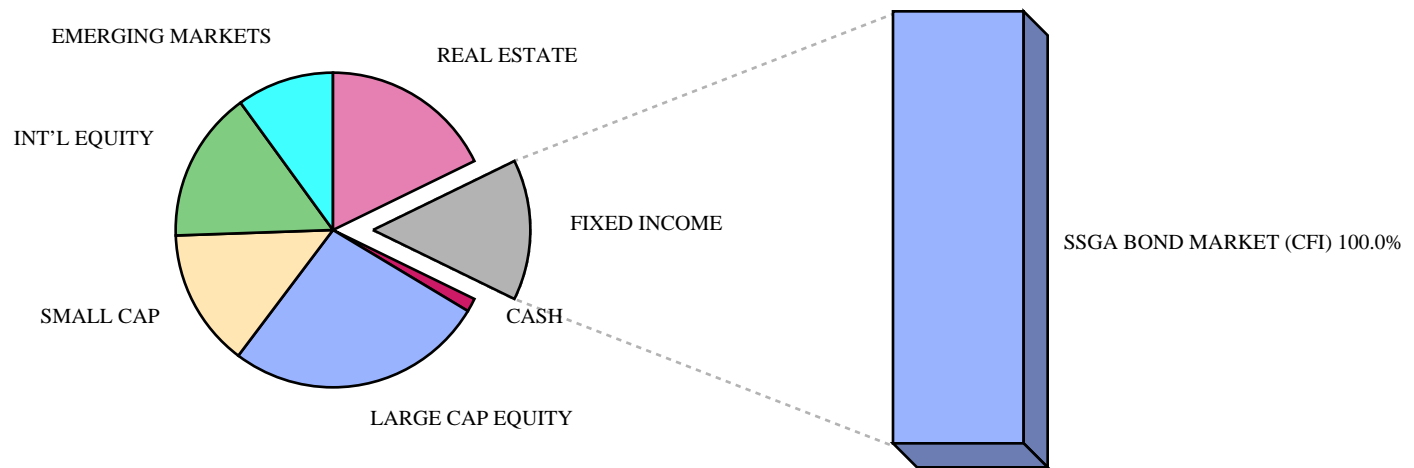 EMERGING MARKETS
REAL ESTATE
INT'L EQUITY
FIXED INCOME
SSGA BOND MARKET (CFI) 100.0%
SMALL CAP
CASH
LARGE CAP EQUITY